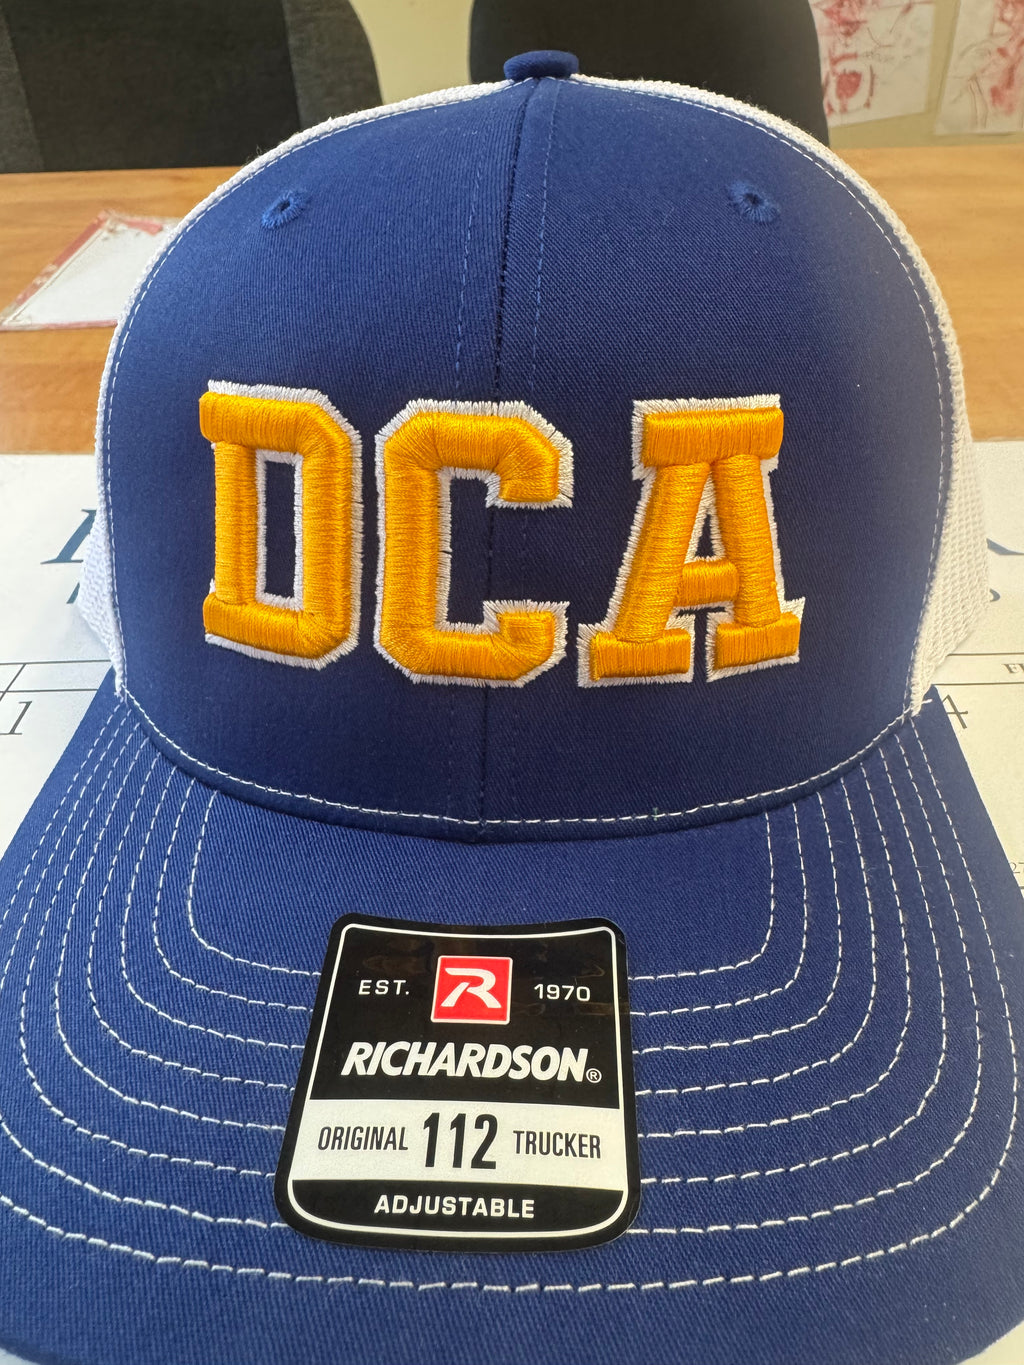 DCA
EST. R 1970
RICHARDSON®
ORIGINAL 112 TRUCKER
ADJUSTABLE